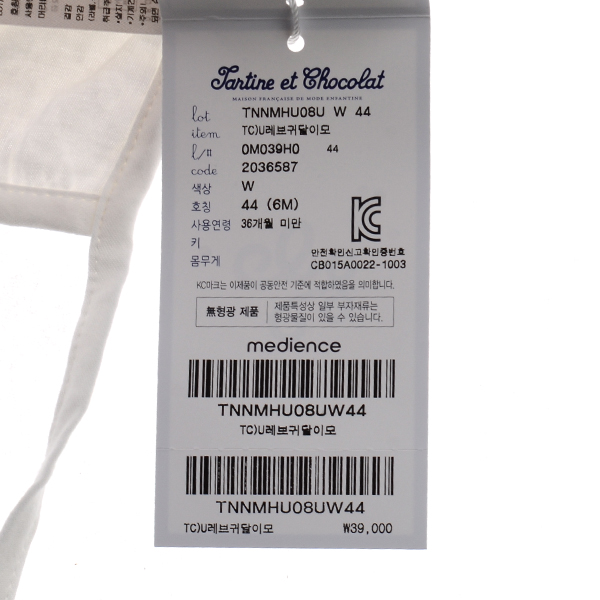 Tartine et Chocolat
MAISON FRANÇAISE DE MODE ENFANTINE
lot TNNMHU08U W 44
item TC)U레브귀달이모
l/n 0M039H0 44
code 2036587
색상 W
호칭 44 (6M)
사용연령 36개월 미만
키
몸무게
안전확인신고확인증번호
CB015A0022-1003
KC마크는 이제품이 공동안전 기준에 적합하였음을 의미합니다.
無형광 제품
제품특성상 일부 부자재류는
형광물질이 있을 수 있습니다.
medience
TNNMHU08UW44
TC)U레브귀달이모
TNNMHU08UW44
TC)U레브귀달이모 ₩39,000